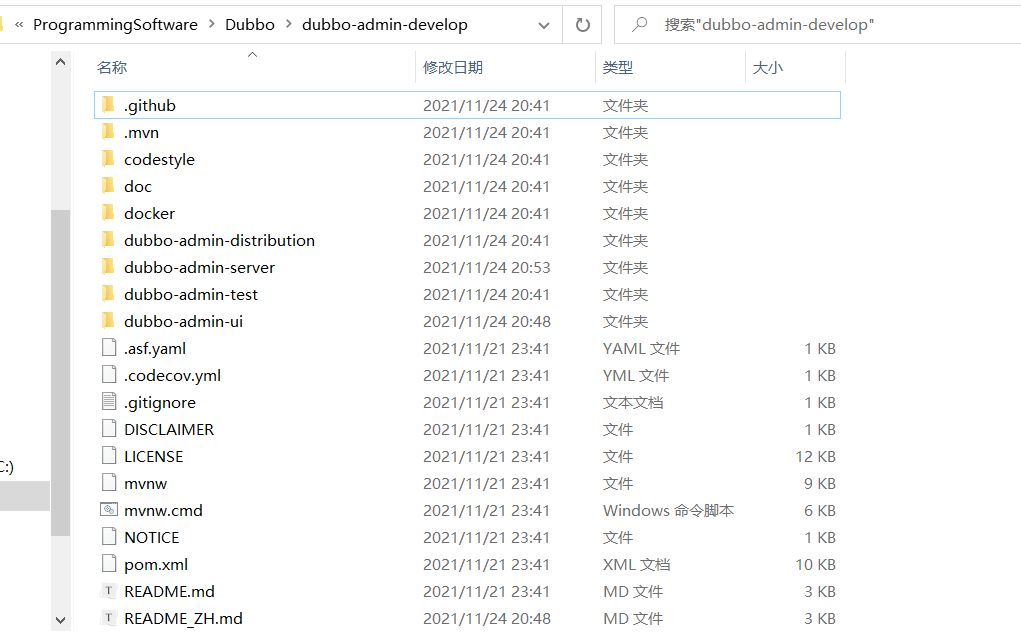 « ProgrammingSoftware > Dubbo > dubbo-admin-develop 搜索"dubbo-admin-develop"
名称 修改日期 类型 大小
.github 2021/11/24 20:41 文件夹
.mvn 2021/11/24 20:41 文件夹
codestyle 2021/11/24 20:41 文件夹
doc 2021/11/24 20:41 文件夹
docker 2021/11/24 20:41 文件夹
dubbo-admin-distribution 2021/11/24 20:41 文件夹
dubbo-admin-server 2021/11/24 20:53 文件夹
dubbo-admin-test 2021/11/24 20:41 文件夹
dubbo-admin-ui 2021/11/24 20:48 文件夹
.asf.yaml 2021/11/21 23:41 YAML 文件 1 KB
.codecov.yml 2021/11/21 23:41 YML 文件 1 KB
.gitignore 2021/11/21 23:41 文本文档 1 KB
DISCLAIMER 2021/11/21 23:41 文件 1 KB
LICENSE 2021/11/21 23:41 文件 12 KB
C:)
mvnw 2021/11/21 23:41 文件 9 KB
mvnw.cmd 2021/11/21 23:41 Windows 命令脚本 6 KB
NOTICE 2021/11/21 23:41 文件 1 KB
pom.xml 2021/11/21 23:41 XML 文档 10 KB
README.md 2021/11/21 23:41 MD 文件 3 KB
README_ZH.md 2021/11/24 20:48 MD 文件 3 KB